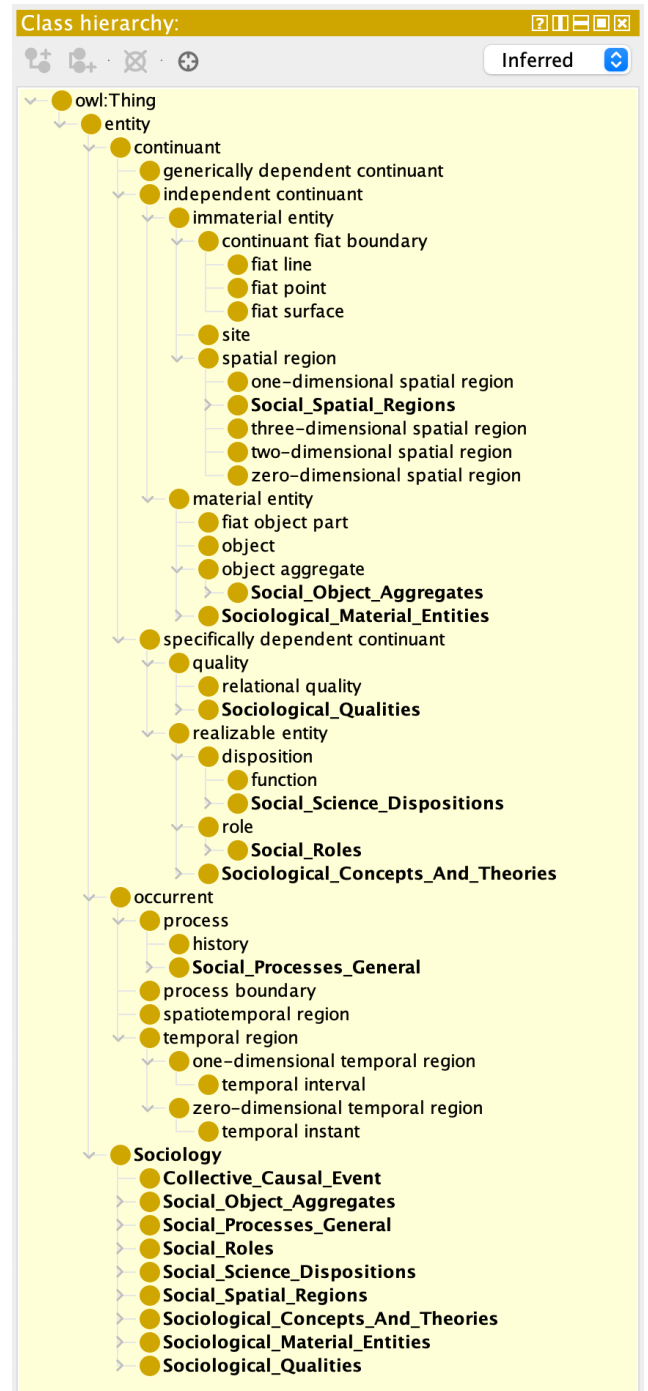 Class hierarchy:
Inferred
owl:Thing
entity
continuant
generically dependent continuant
independent continuant
immaterial entity
continuant fiat boundary
fiat line
fiat point
fiat surface
site
spatial region
one-dimensional spatial region
Social_Spatial_Regions
three-dimensional spatial region
two-dimensional spatial region
zero-dimensional spatial region
material entity
fiat object part
object
object aggregate
Social_Object_Aggregates
Sociological_Material_Entities
specifically dependent continuant
quality
relational quality
Sociological_Qualities
realizable entity
disposition
function
Social_Science_Dispositions
role
Social_Roles
Sociological_Concepts_And_Theories
occurrent
process
history
Social_Processes_General
process boundary
spatiotemporal region
temporal region
one-dimensional temporal region
temporal interval
zero-dimensional temporal region
temporal instant
Sociology
Collective_Causal_Event
Social_Object_Aggregates
Social_Processes_General
Social_Roles
Social_Science_Dispositions
Social_Spatial_Regions
Sociological_Concepts_And_Theories
Sociological_Material_Entities
Sociological_Qualities